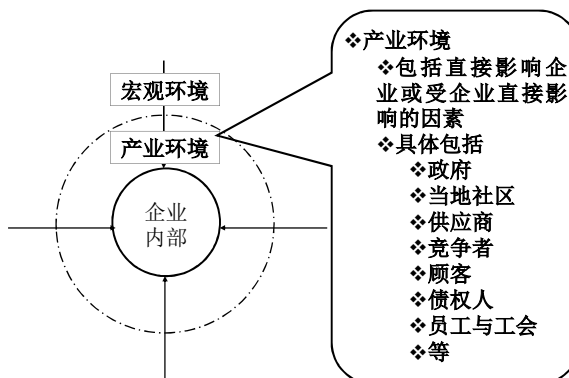 宏观环境
产业环境
企业
内部
❖产业环境
❖包括直接影响企
业或受企业直接影
响的因素
❖具体包括
❖政府
❖当地社区
❖供应商
❖竞争者
❖顾客
❖债权人
❖员工与工会
❖等